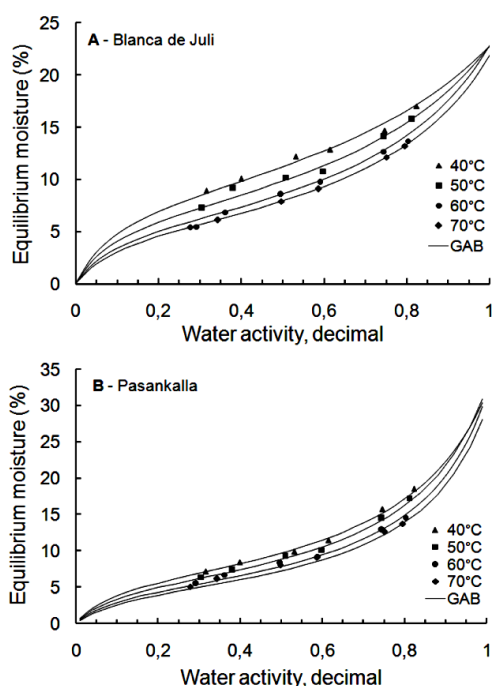 A - Blanca de Juli
Equilibrium moisture (%)
25
20
15
10
5
0
40°C
50°C
60°C
70°C
GAB
0
0,2
0,4
0,6
0,8
1
Water activity, decimal
B - Pasankalla
Equilibrium moisture (%)
35
30
25
20
15
10
5
0
40°C
50°C
60°C
70°C
GAB
0
0,2
0,4
0,6
0,8
1
Water activity, decimal